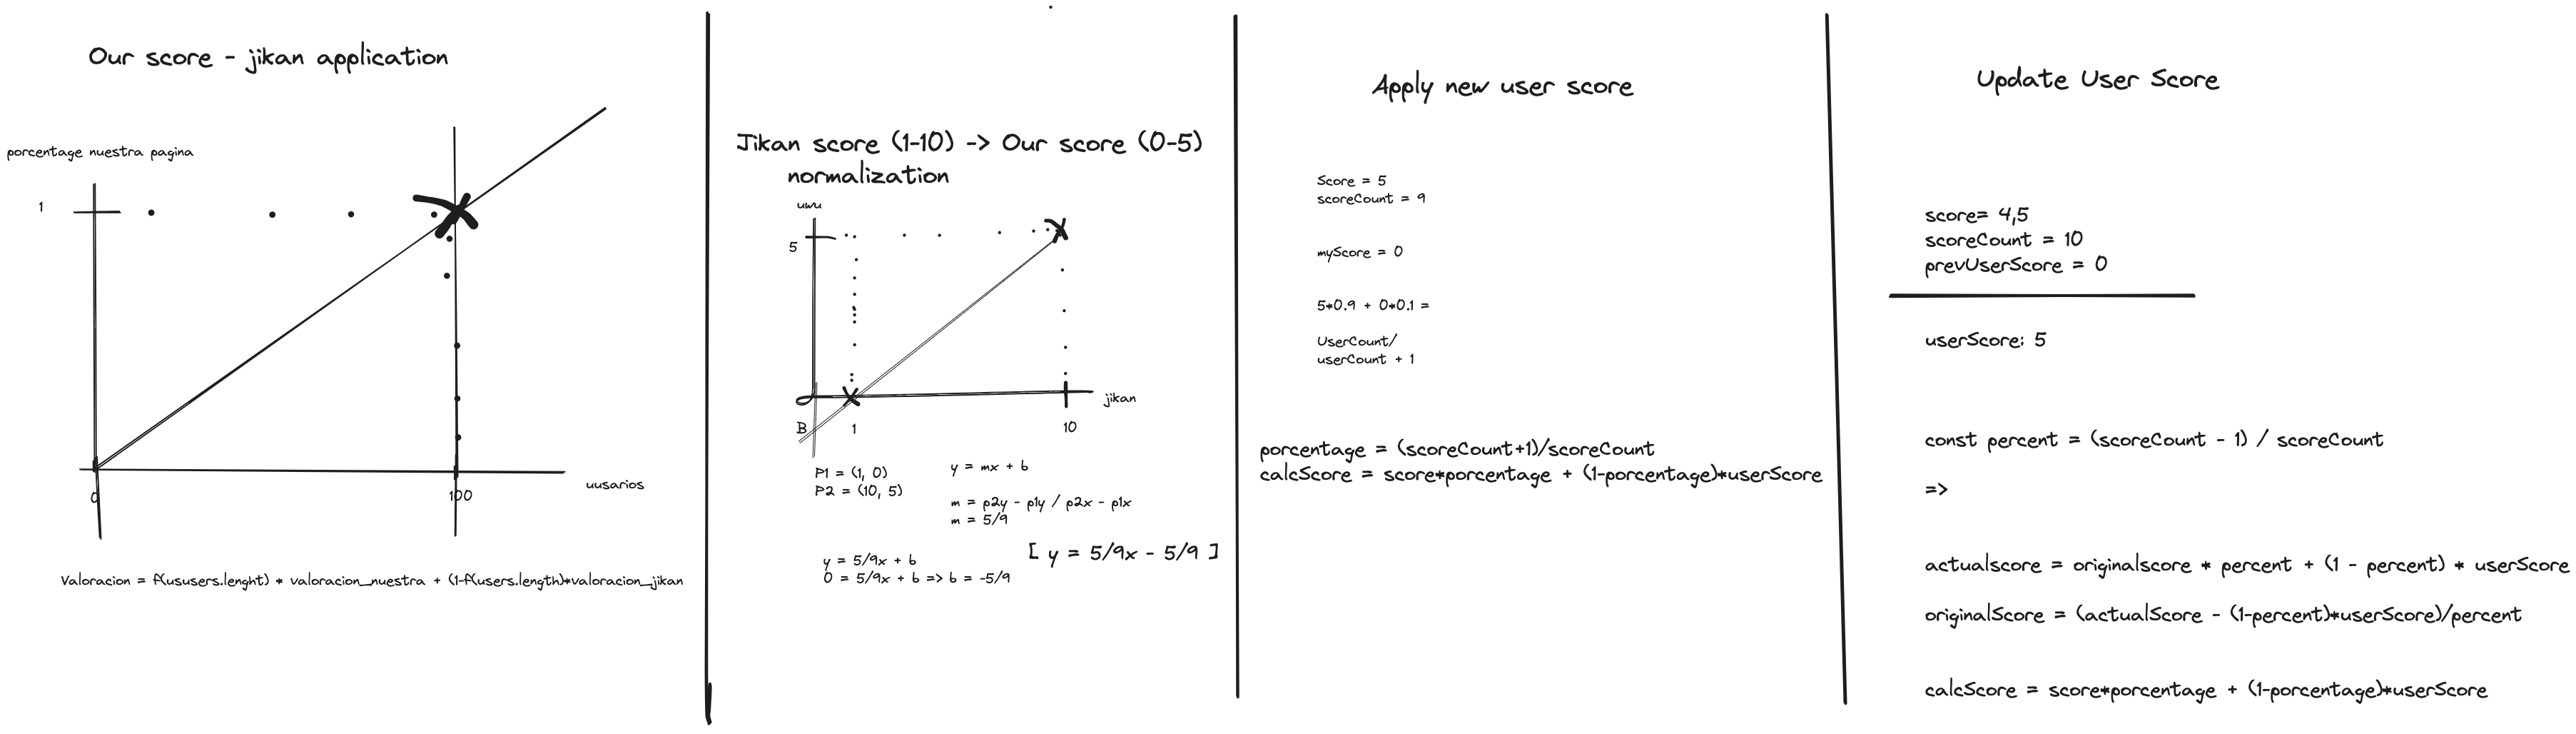 Our score - jikan application
porcentage nuestra pagina
1
0
100
uusarios
Valoracion = f(ususers.lenght) * valoracion_nuestra + (1-f(users.length)*valoracion_jikan
Jikan score (1-10) -> Our score (0-5)
normalization
uwu
5
jikan
B
1
10
P1 = (1, 0)
P2 = (10, 5)
y = mx + b
m = p2y - p1y / p2x - p1x
m = 5/9
y = 5/9x + b
0 = 5/9x + b => b = -5/9
[ y = 5/9x - 5/9 ]
Apply new user score
Score = 5
scoreCount = 9
myScore = 0
5*0.9 + 0*0.1 =
UserCount/
userCount + 1
porcentage = (scoreCount+1)/scoreCount
calcScore = score*porcentage + (1-porcentage)*userScore
Update User Score
score= 4,5
scoreCount = 10
prevUserScore = 0
userScore: 5
const percent = (scoreCount - 1) / scoreCount
=>
actualscore = originalscore * percent + (1 - percent) * userScore
originalScore = (actualScore - (1-percent)*userScore)/percent
calcScore = score*porcentage + (1-porcentage)*userScore